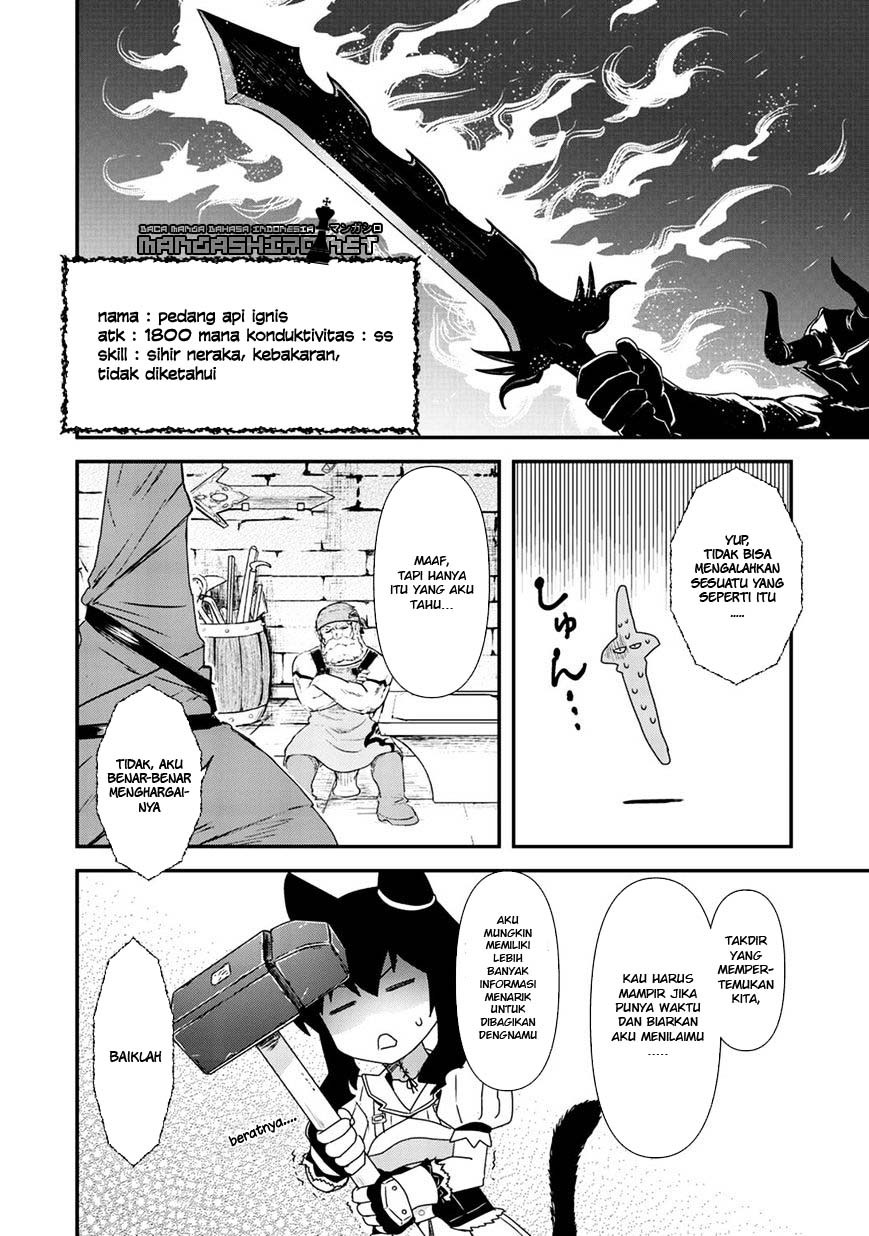 BACA MANGA BAHASA INDONESIA マンガシロ
MANGASHIRO.NET
nama : pedang api ignis
atk : 1800 mana konduktivitas : ss
skill : sihir neraka, kebakaran,
tidak diketahui
YUP,
TIDAK BISA
MENGALAHKAN
SESUATU YANG
SEPERTI ITU
.....
しゅん…
MAAF,
TAPI HANYA
ITU YANG AKU
TAHU...
TIDAK, AKU
BENAR-BENAR
MENGHARGAI-
NYA
TAKDIR
YANG
MEMPER-
TEMUKAN
KITA,
KAU HARUS
MAMPIR JIKA
PUNYA WAKTU
DAN BIARKAN
AKU MENILAIMU
.....
AKU
MUNGKIN
MEMILIKI
LEBIH
BANYAK
INFORMASI
MENARIK
UNTUK
DIBAGIKAN
DENGNAMU
BAIKLAH
beratnya....